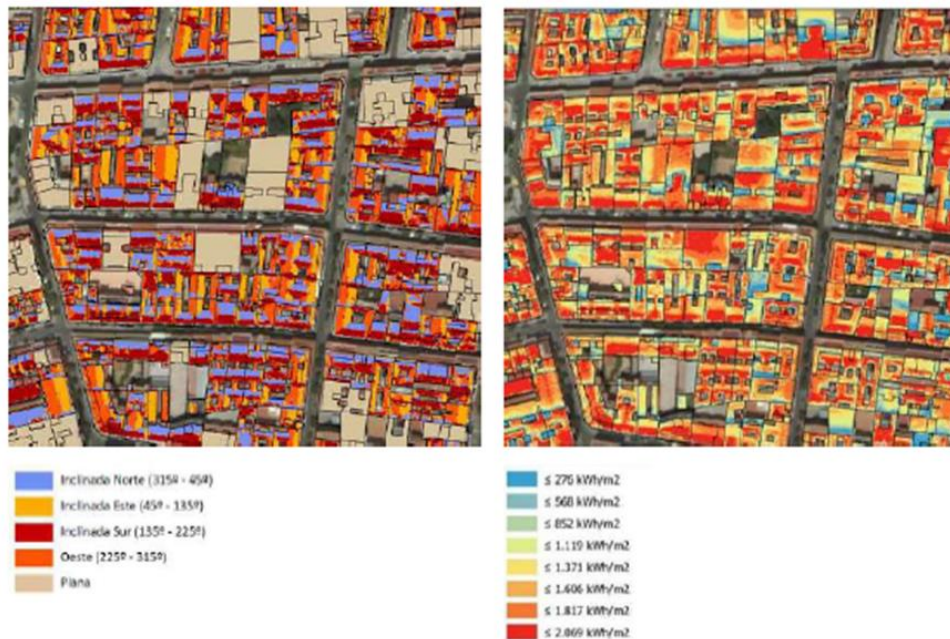 Inclinada Norte (315º - 45º)
Inclinada Este (45º - 135º)
Inclinada Sur (135º - 225º)
Oeste (225º - 315º)
Plana
≤ 276 kWh/m2
≤ 568 kWh/m2
≤ 852 kWh/m2
≤ 1.119 kWh/m2
≤ 1.371 kWh/m2
≤ 1.606 kWh/m2
≤ 1.817 kWh/m2
≤ 2.069 kWh/m2